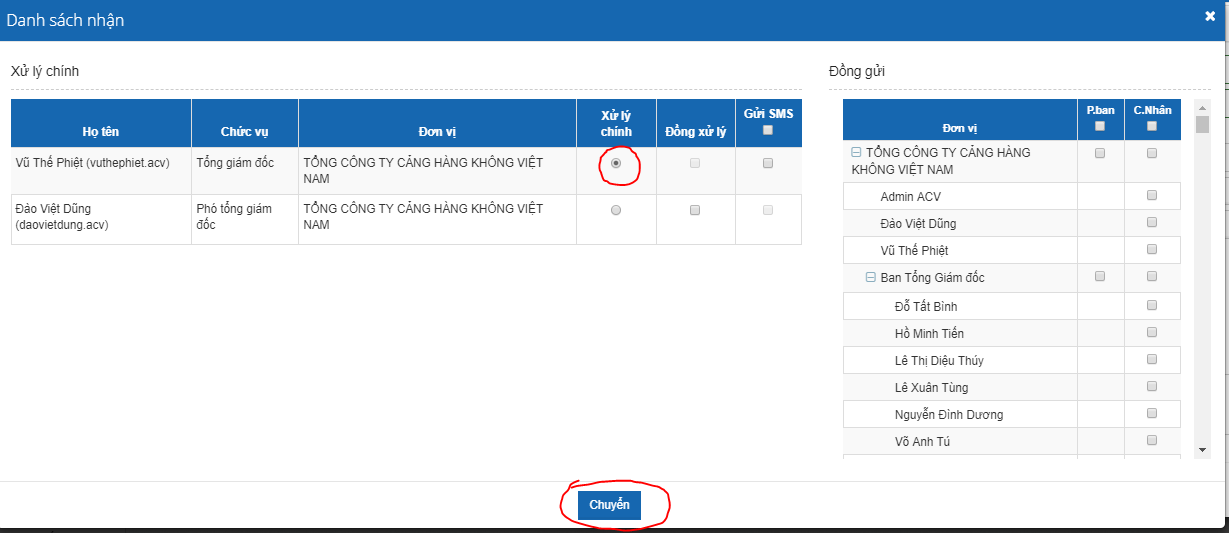 Danh sách nhận
Xử lý chính
Họ tên
Chức vụ
Đơn vị
Xử lý
chính
Đồng xử lý
Gửi SMS
Vũ Thế Phiệt (vuthephiet.acv)
Tổng giám đốc
TỔNG CÔNG TY CẢNG HÀNG KHÔNG VIỆT
NAM
Đào Việt Dũng
(daovietdung.acv)
Phó tổng giám
đốc
TỔNG CÔNG TY CẢNG HÀNG KHÔNG VIỆT
NAM
Đồng gửi
Đơn vị
P.ban
C.Nhân
TỔNG CÔNG TY CẢNG HÀNG
KHÔNG VIỆT NAM
Admin ACV
Đào Việt Dũng
Vũ Thế Phiệt
Ban Tổng Giám đốc
Đỗ Tất Bình
Hồ Minh Tiến
Lê Thị Diệu Thúy
Lê Xuân Tùng
Nguyễn Đình Dương
Võ Anh Tú
Chuyển